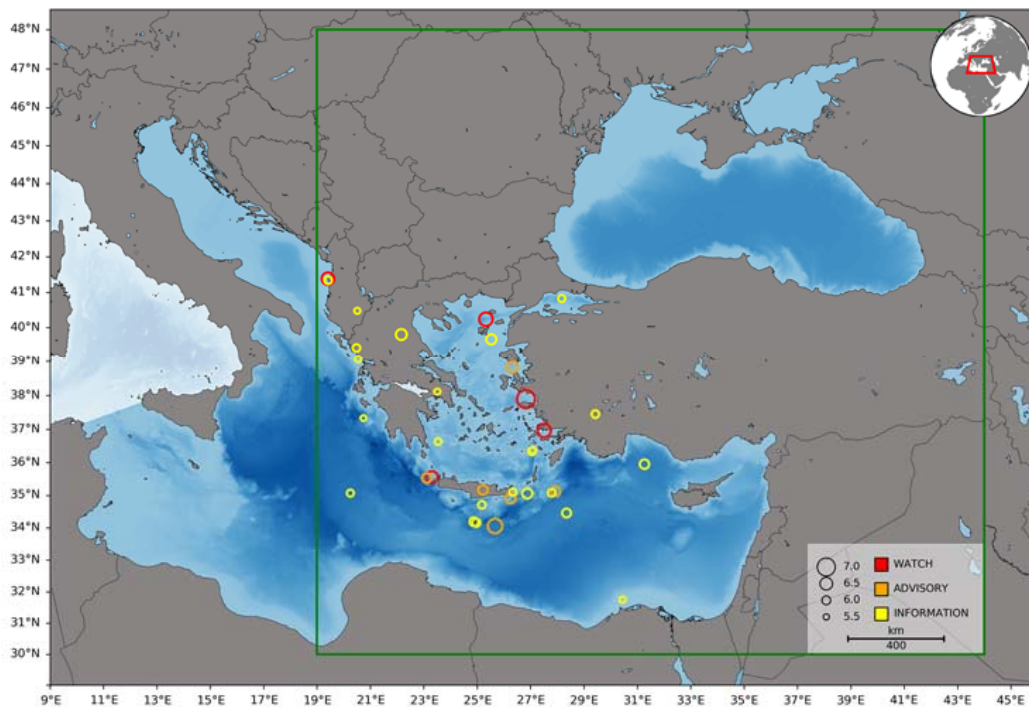 48°N
47°N
46°N
45°N
44°N
43°N
42°N
41°N
40°N
39°N
38°N
37°N
36°N
35°N
34°N
33°N
32°N
31°N
30°N
7.0 WATCH
6.5 ADVISORY
6.0
5.5 INFORMATION
km
400
9°E 11°E 13°E 15°E 17°E 19°E 21°E 23°E 25°E 27°E 29°E 31°E 33°E 35°E 37°E 39°E 41°E 43°E 45°E